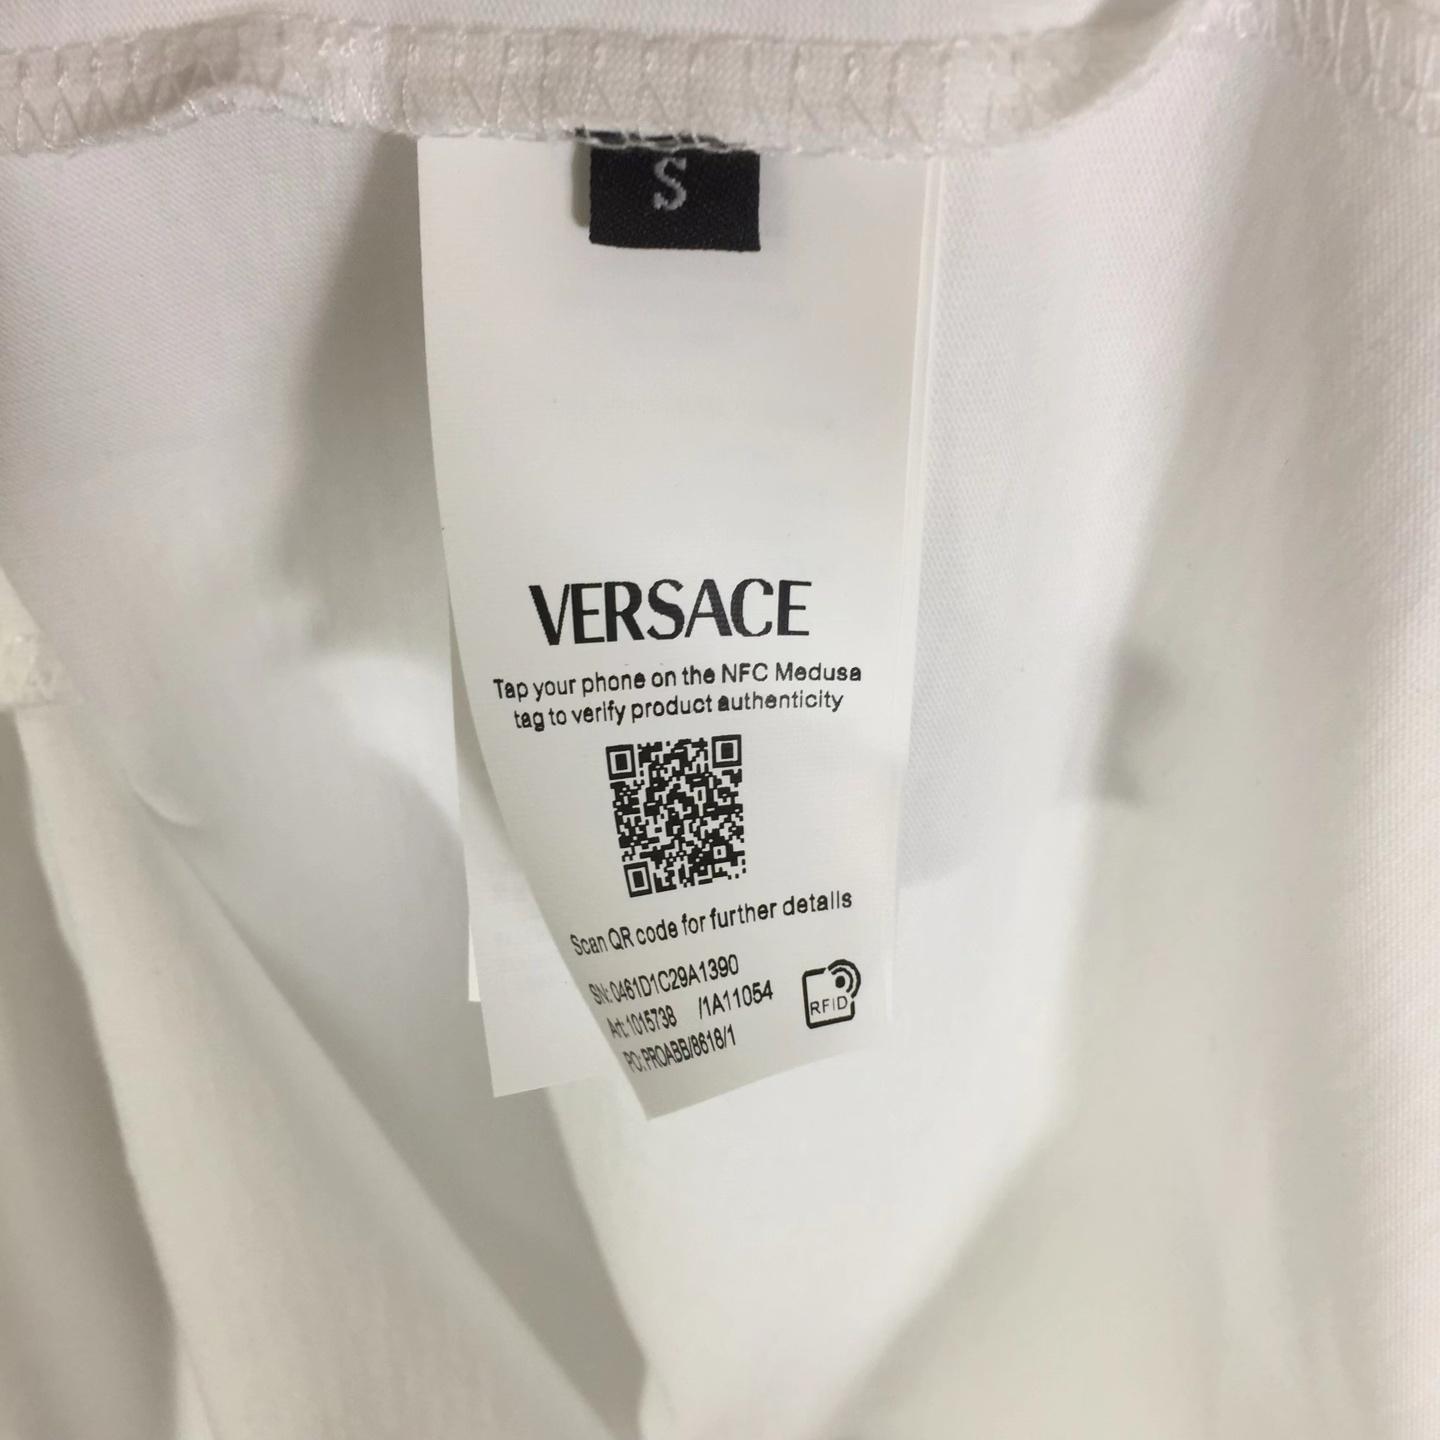 S
VERSACE
Tap your phone on the NFC Medusa
tag to verify product authenticity
Scan QR code for further details
SN: 0461D1C29A1390
Art: 1015738 /1A11054
PO: PROABB/8618/1
RFID